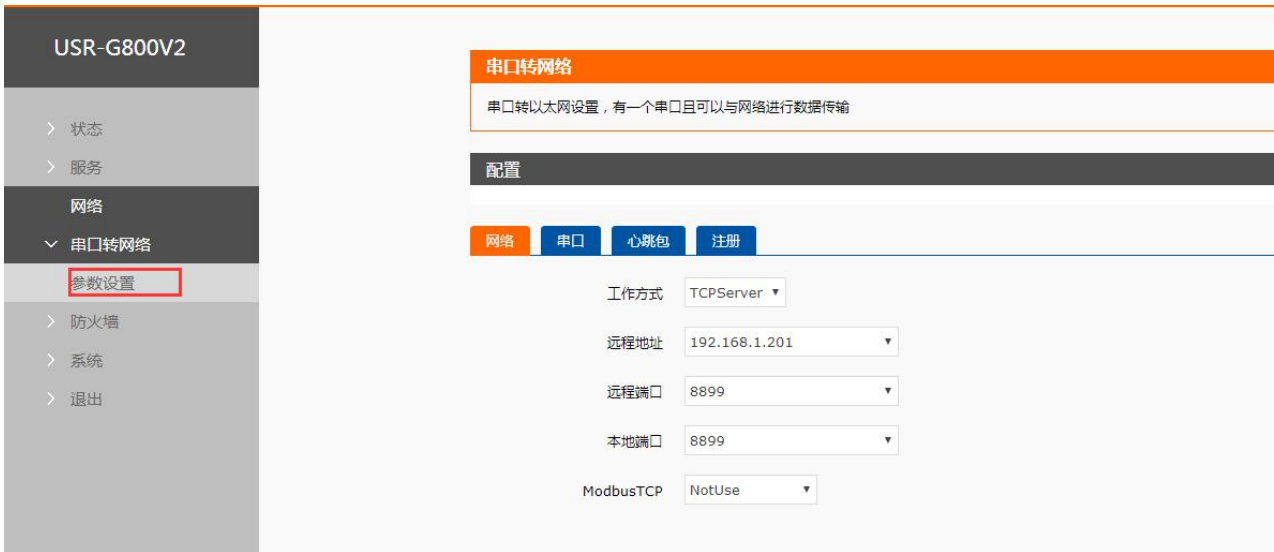 USR-G800V2
状态
服务
网络
串口转网络
参数设置
防火墙
系统
退出
串口转网络
串口转以太网设置，有一个串口且可以与网络进行数据传输
配置
网络 串口 心跳包 注册
工作方式 TCPServer
远程地址 192.168.1.201
远程端口 8899
本地端口 8899
ModbusTCP NotUse